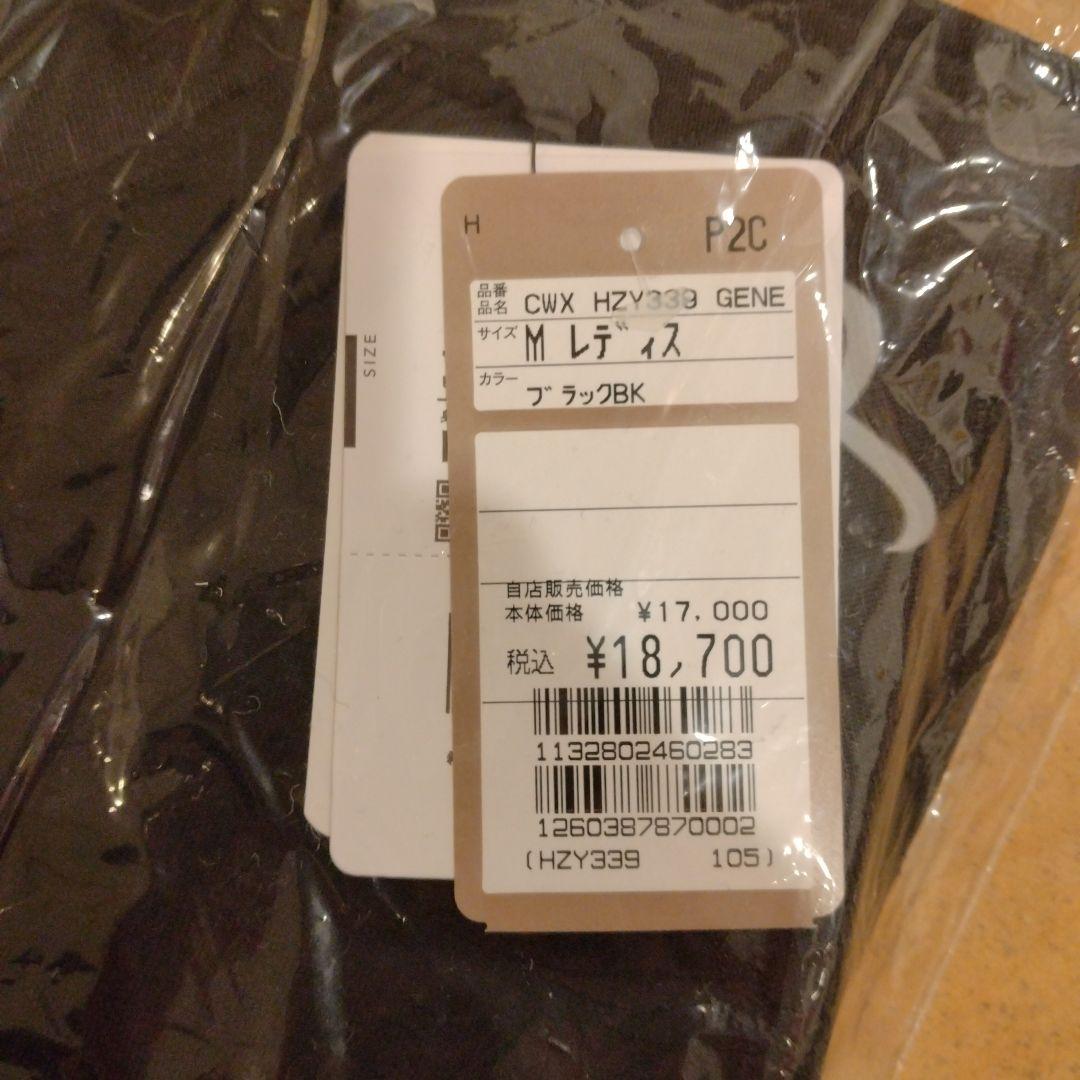 H
P2C
品番
品名 CWX HZY339 GENE
サイズ M レディス
カラー ブラックBK
SIZE
自店販売価格
本体価格 ¥17,000
税込 ¥18,700
1132802460283
1260387870002
(HZY339 105)